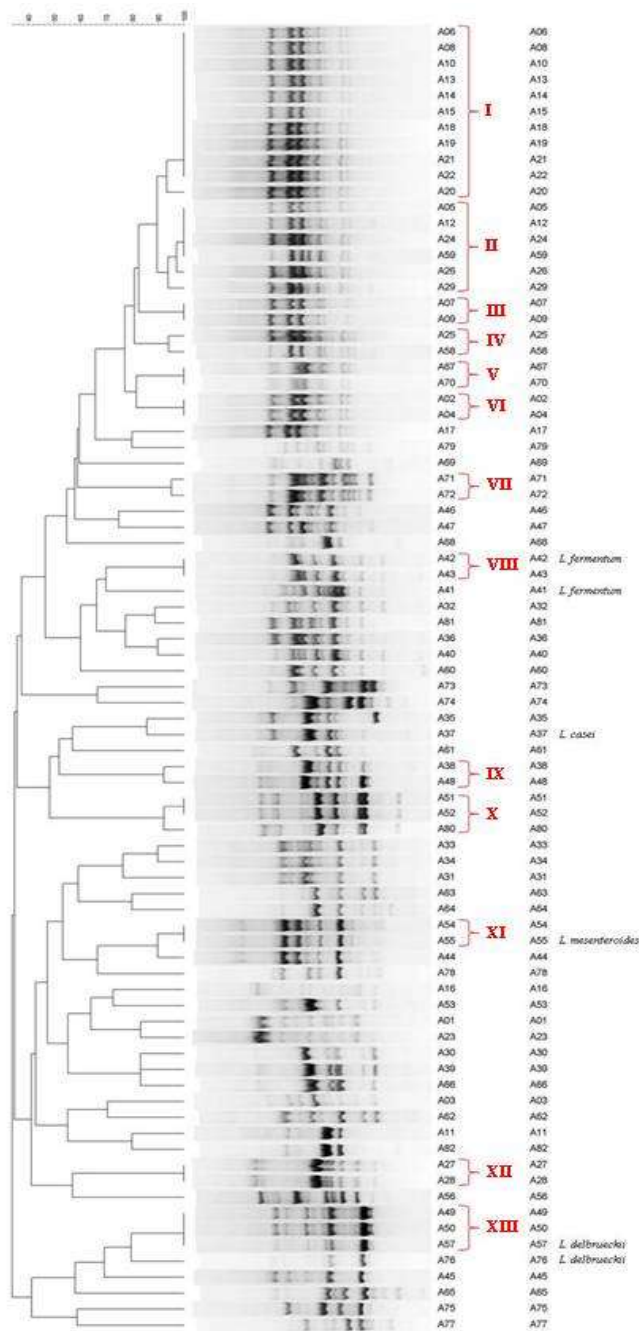 40 50 60 70 80 90 100
A06 A06
A08 A08
A10 A10
A13 A13
A14 A14
A15 I A15
A18 A18
A19 A19
A21 A21
A22 A22
A20 A20
A05 A05
A12 A12
A24 II A24
A59 A59
A26 A26
A29 A29
A07 III A07
A09 A09
A25 IV A25
A58 A58
A67 V A67
A70 A70
A02 VI A02
A04 A04
A17 A17
A79 A79
A69 A69
A71 VII A71
A72 A72
A46 A46
A47 A47
A68 A68
A42 VIII A42 L. fermentum
A43 A43
A41 A41 L. fermentum
A32 A32
A81 A81
A36 A36
A40 A40
A60 A60
A73 A73
A74 A74
A35 A35
A37 A37 L. casei
A61 A61
A38 IX A38
A48 A48
A51 A51
A52 X A52
A80 A80
A33 A33
A34 A34
A31 A31
A63 A63
A64 A64
A54 XI A54
A55 A55 L. mesenteroides
A44 A44
A78 A78
A16 A16
A53 A53
A01 A01
A23 A23
A30 A30
A39 A39
A66 A66
A03 A03
A62 A62
A11 A11
A82 A82
A27 XII A27
A28 A28
A56 A56
A49 A49
A50 XIII A50
A57 A57 L. delbrueckii
A76 A76 L. delbrueckii
A45 A45
A65 A65
A75 A75
A77 A77